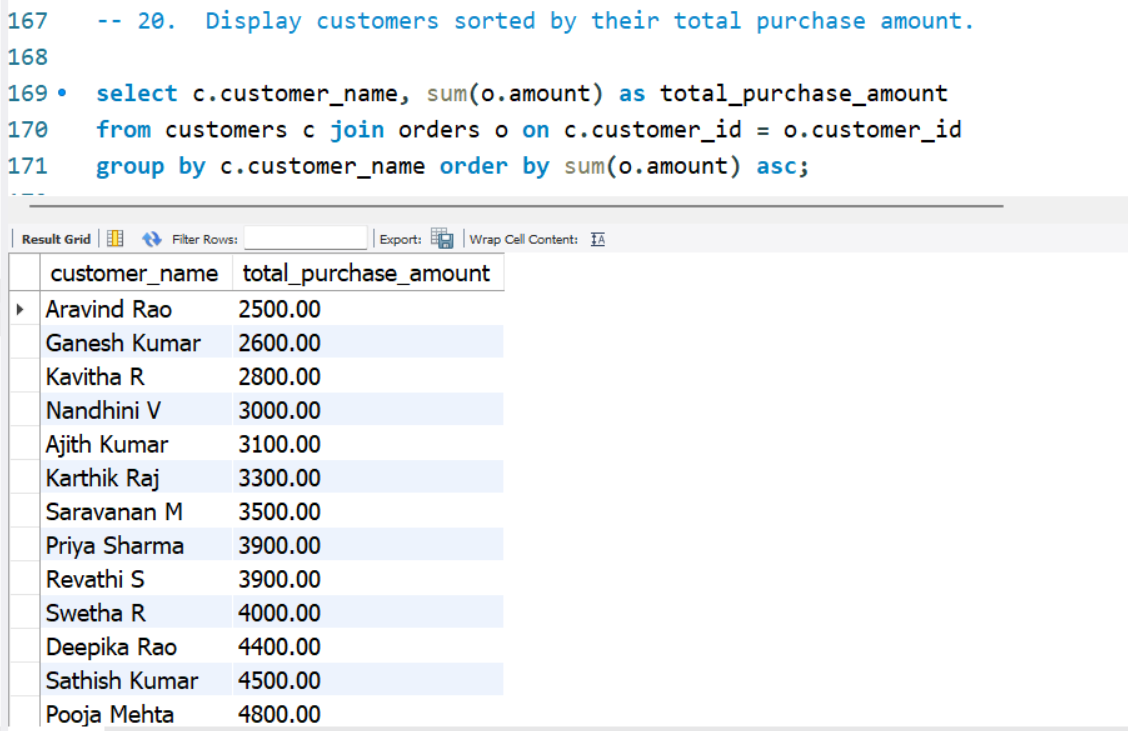 167 -- 20.  Display customers sorted by their total purchase amount.
168
169 • select c.customer_name, sum(o.amount) as total_purchase_amount
170 from customers c join orders o on c.customer_id = o.customer_id
171 group by c.customer_name order by sum(o.amount) asc;
Result Grid Filter Rows: Export: Wrap Cell Content: IA
customer_name total_purchase_amount
Aravind Rao 2500.00
Ganesh Kumar 2600.00
Kavitha R 2800.00
Nandhini V 3000.00
Ajith Kumar 3100.00
Karthik Raj 3300.00
Saravanan M 3500.00
Priya Sharma 3900.00
Revathi S 3900.00
Swetha R 4000.00
Deepika Rao 4400.00
Sathish Kumar 4500.00
Pooja Mehta 4800.00